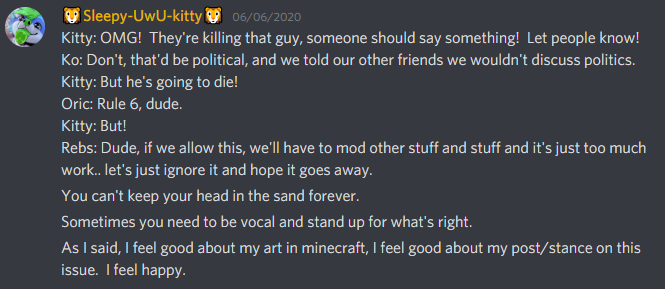 🐯Sleepy-UwU-kitty🐯 06/06/2020
Kitty: OMG!  They're killing that guy, someone should say something!  Let people know!
Ko: Don't, that'd be political, and we told our other friends we wouldn't discuss politics.
Kitty: But he's going to die!
Oric: Rule 6, dude.
Kitty: But!
Rebs: Dude, if we allow this, we'll have to mod other stuff and stuff and it's just too much
work.. let's just ignore it and hope it goes away.
You can't keep your head in the sand forever.
Sometimes you need to be vocal and stand up for what's right.
As I said, I feel good about my art in minecraft, I feel good about my post/stance on this
issue.  I feel happy.